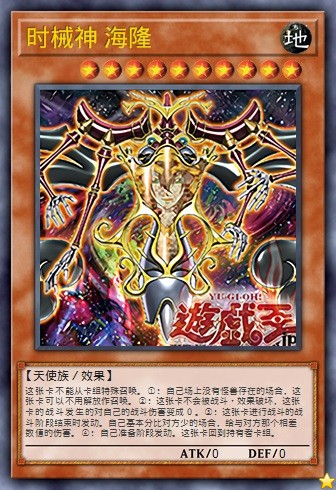 时械神 海隆
地
YU-GI-OH!
遊戯王
【天使族／效果】
这张卡不能从卡组特殊召唤。①：自己场上没有怪兽存在的场合，这
张卡可以不用解放作召唤。②：这张卡不会被战斗·效果破坏，这张
卡的战斗发生的对自己的战斗伤害变成０。③：这张卡进行战斗的战
斗阶段结束时发动。自己基本分比对方少的场合，给与对方那个相差
数值的伤害。④：自己准备阶段发动。这张卡回到持有者卡组。
ATK/0 DEF/0